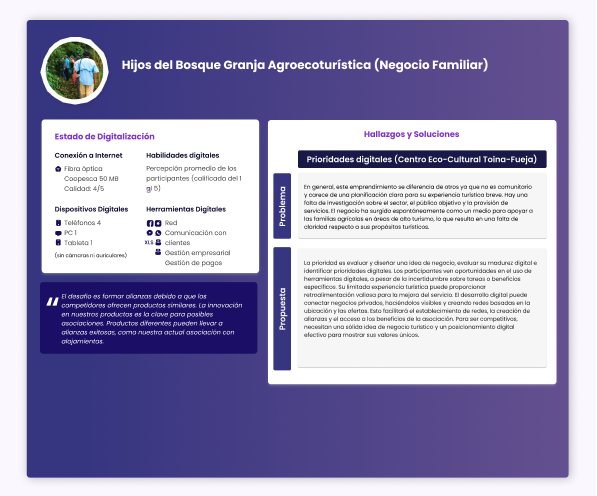 Hijos del Bosque Granja Agroecoturística (Negocio Familiar)
Estado de Digitalización
Conexión a Internet
Fibra óptica
Coopesca 50 MB
Calidad: 4/5
Habilidades digitales
Percepción promedio de los
participantes (calificada del 1
al 5)
Dispositivos Digitales
Teléfonos 4
PC 1
Tableta 1
(sin cámaras ni auriculares)
Herramientas Digitales
Red
Comunicación con
XLS clientes
Gestión empresarial
Gestión de pagos
El desafío es formar alianzas debido a que los
competidores ofrecen productos similares. La innovación
en nuestros productos es la clave para posibles
asociaciones. Productos diferentes pueden llevar a
alianzas exitosas, como nuestra actual asociación con
alojamientos.
Hallazgos y Soluciones
Prioridades digitales (Centro Eco-Cultural Toina-Fueja)
Problema
En general, este emprendimiento se diferencia de otros ya que no es comunitario
y carece de una planificación clara para su experiencia turística breve. Hay una
falta de investigación sobre el sector, el público objetivo y la provisión de
servicios. El negocio ha surgido espontáneamente como un medio para apoyar a
las familias agrícolas en áreas de alto turismo, lo que resulta en una falta de
claridad respecto a sus propósitos turísticos.
Propuesta
La prioridad es evaluar y diseñar una idea de negocio, evaluar su madurez digital e
identificar prioridades digitales. Los participantes ven oportunidades en el uso de
herramientas digitales, a pesar de la incertidumbre sobre tareas o beneficios
específicos. Su limitada experiencia turística puede proporcionar
retroalimentación valiosa para la mejora del servicio. El desarrollo digital puede
conectar negocios privados, haciéndolos visibles y creando redes basadas en la
ubicación y las ofertas. Esto facilitará el establecimiento de redes, la creación de
alianzas y el acceso a los beneficios de la asociación. Para ser competitivos,
necesitan una sólida idea de negocio turístico y un posicionamiento digital
efectivo para mostrar sus valores únicos.